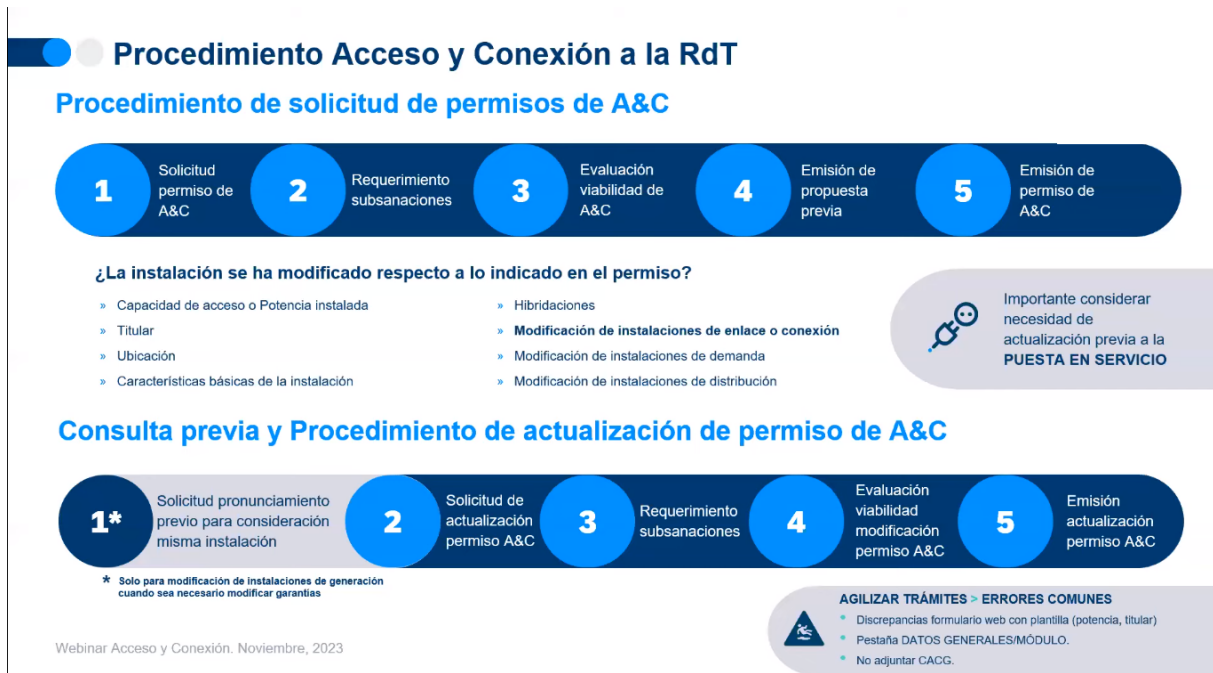 Procedimiento Acceso y Conexión a la RdT
Procedimiento de solicitud de permisos de A&C
1
Solicitud
permiso de
A&C
2
Requerimiento
subsanaciones
3
Evaluación
viabilidad de
A&C
4
Emisión de
propuesta
previa
5
Emisión de
permiso de
A&C
¿La instalación se ha modificado respecto a lo indicado en el permiso?
» Capacidad de acceso o Potencia instalada
» Titular
» Ubicación
» Características básicas de la instalación
» Hibridaciones
» Modificación de instalaciones de enlace o conexión
» Modificación de instalaciones de demanda
» Modificación de instalaciones de distribución
Importante considerar
necesidad de
actualización previa a la
PUESTA EN SERVICIO
Consulta previa y Procedimiento de actualización de permiso de A&C
1*
Solicitud pronunciamiento
previo para consideración
misma instalación
2
Solicitud de
actualización
permiso A&C
3
Requerimiento
subsanaciones
4
Evaluación
viabilidad
modificación
permiso A&C
5
Emisión
actualización
permiso A&C
* Solo para modificación de instalaciones de generación
cuando sea necesario modificar garantías
AGILIZAR TRÁMITES > ERRORES COMUNES
* Discrepancias formulario web con plantilla (potencia, titular)
* Pestaña DATOS GENERALES/MÓDULO.
* No adjuntar CACG.
Webinar Acceso y Conexión. Noviembre, 2023